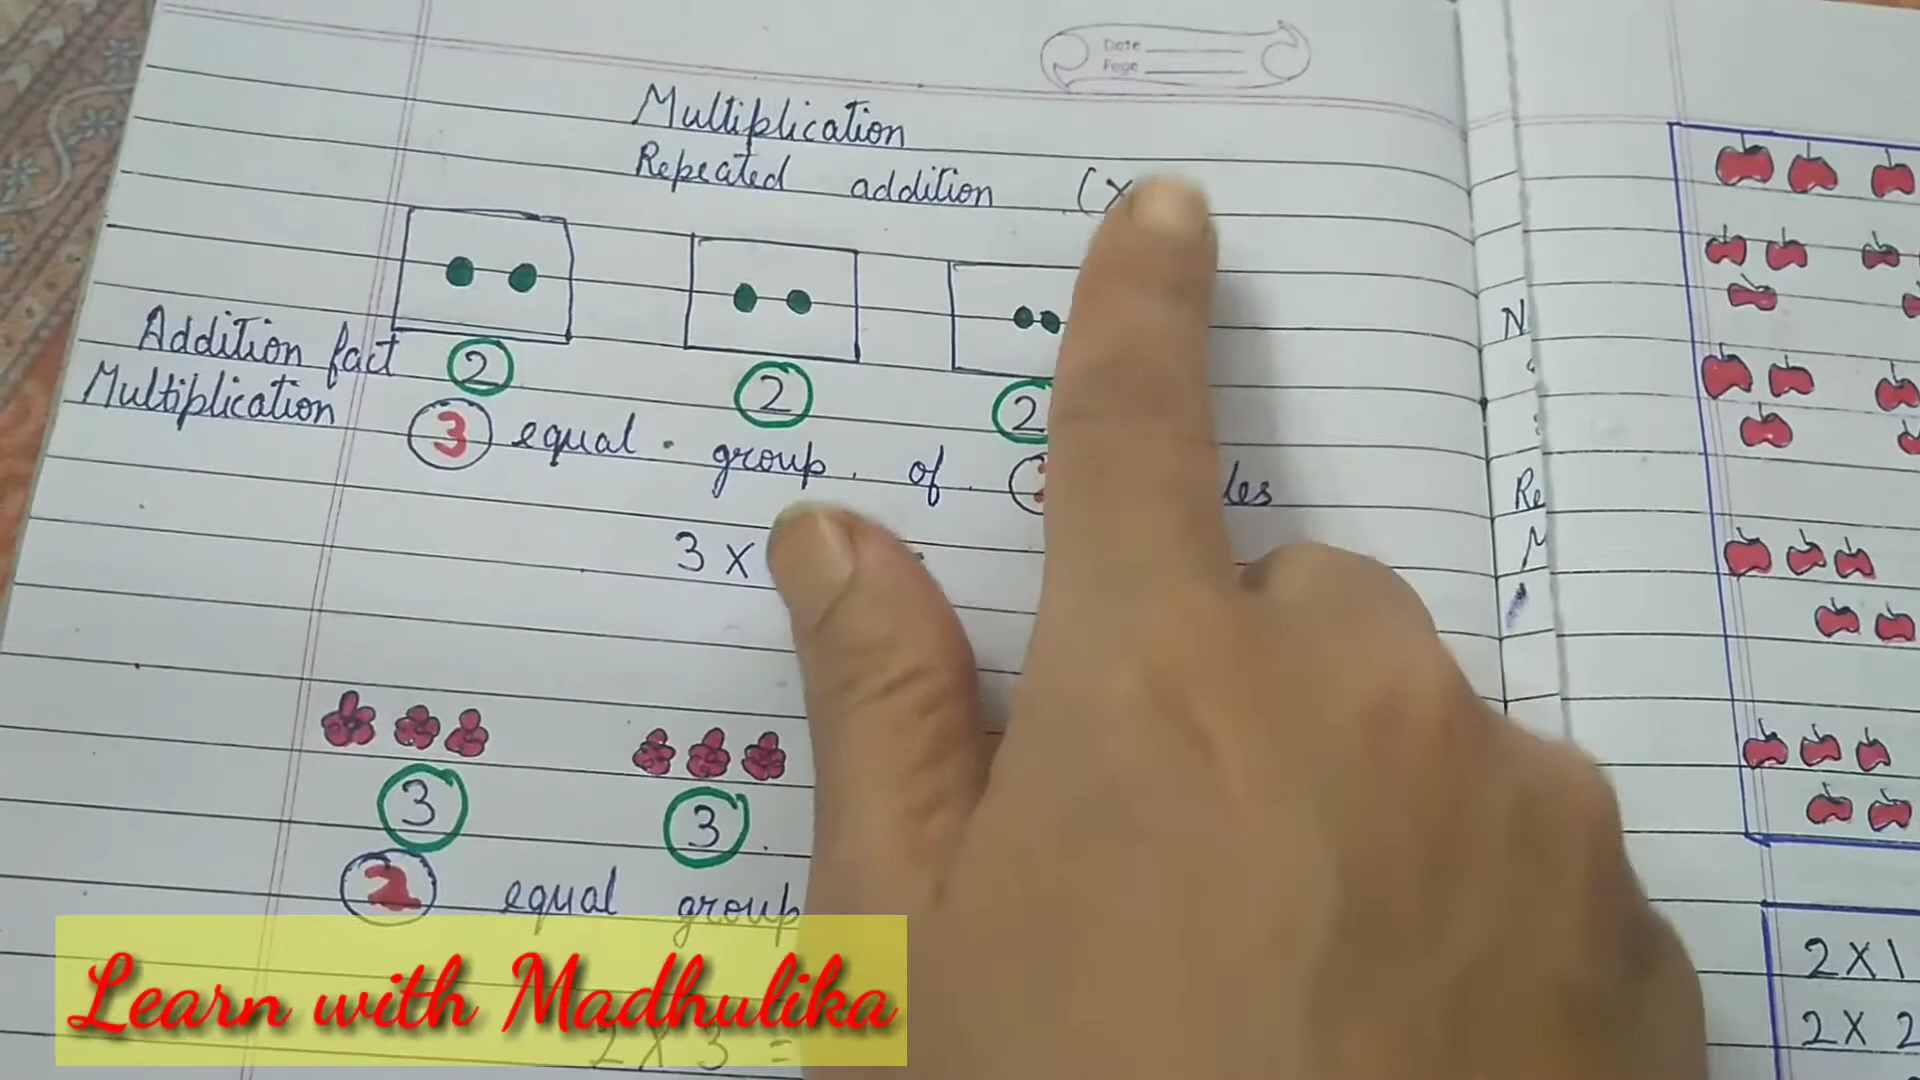 Date
Page
Multiplication
Repeated addition (x
Addition fact 2 2 2
Multiplication
3 equal group of
3 x
3 3
2 equal group
2 x 3 =
Learn with Madhulika
N
Re
2 x 1
2 x 2